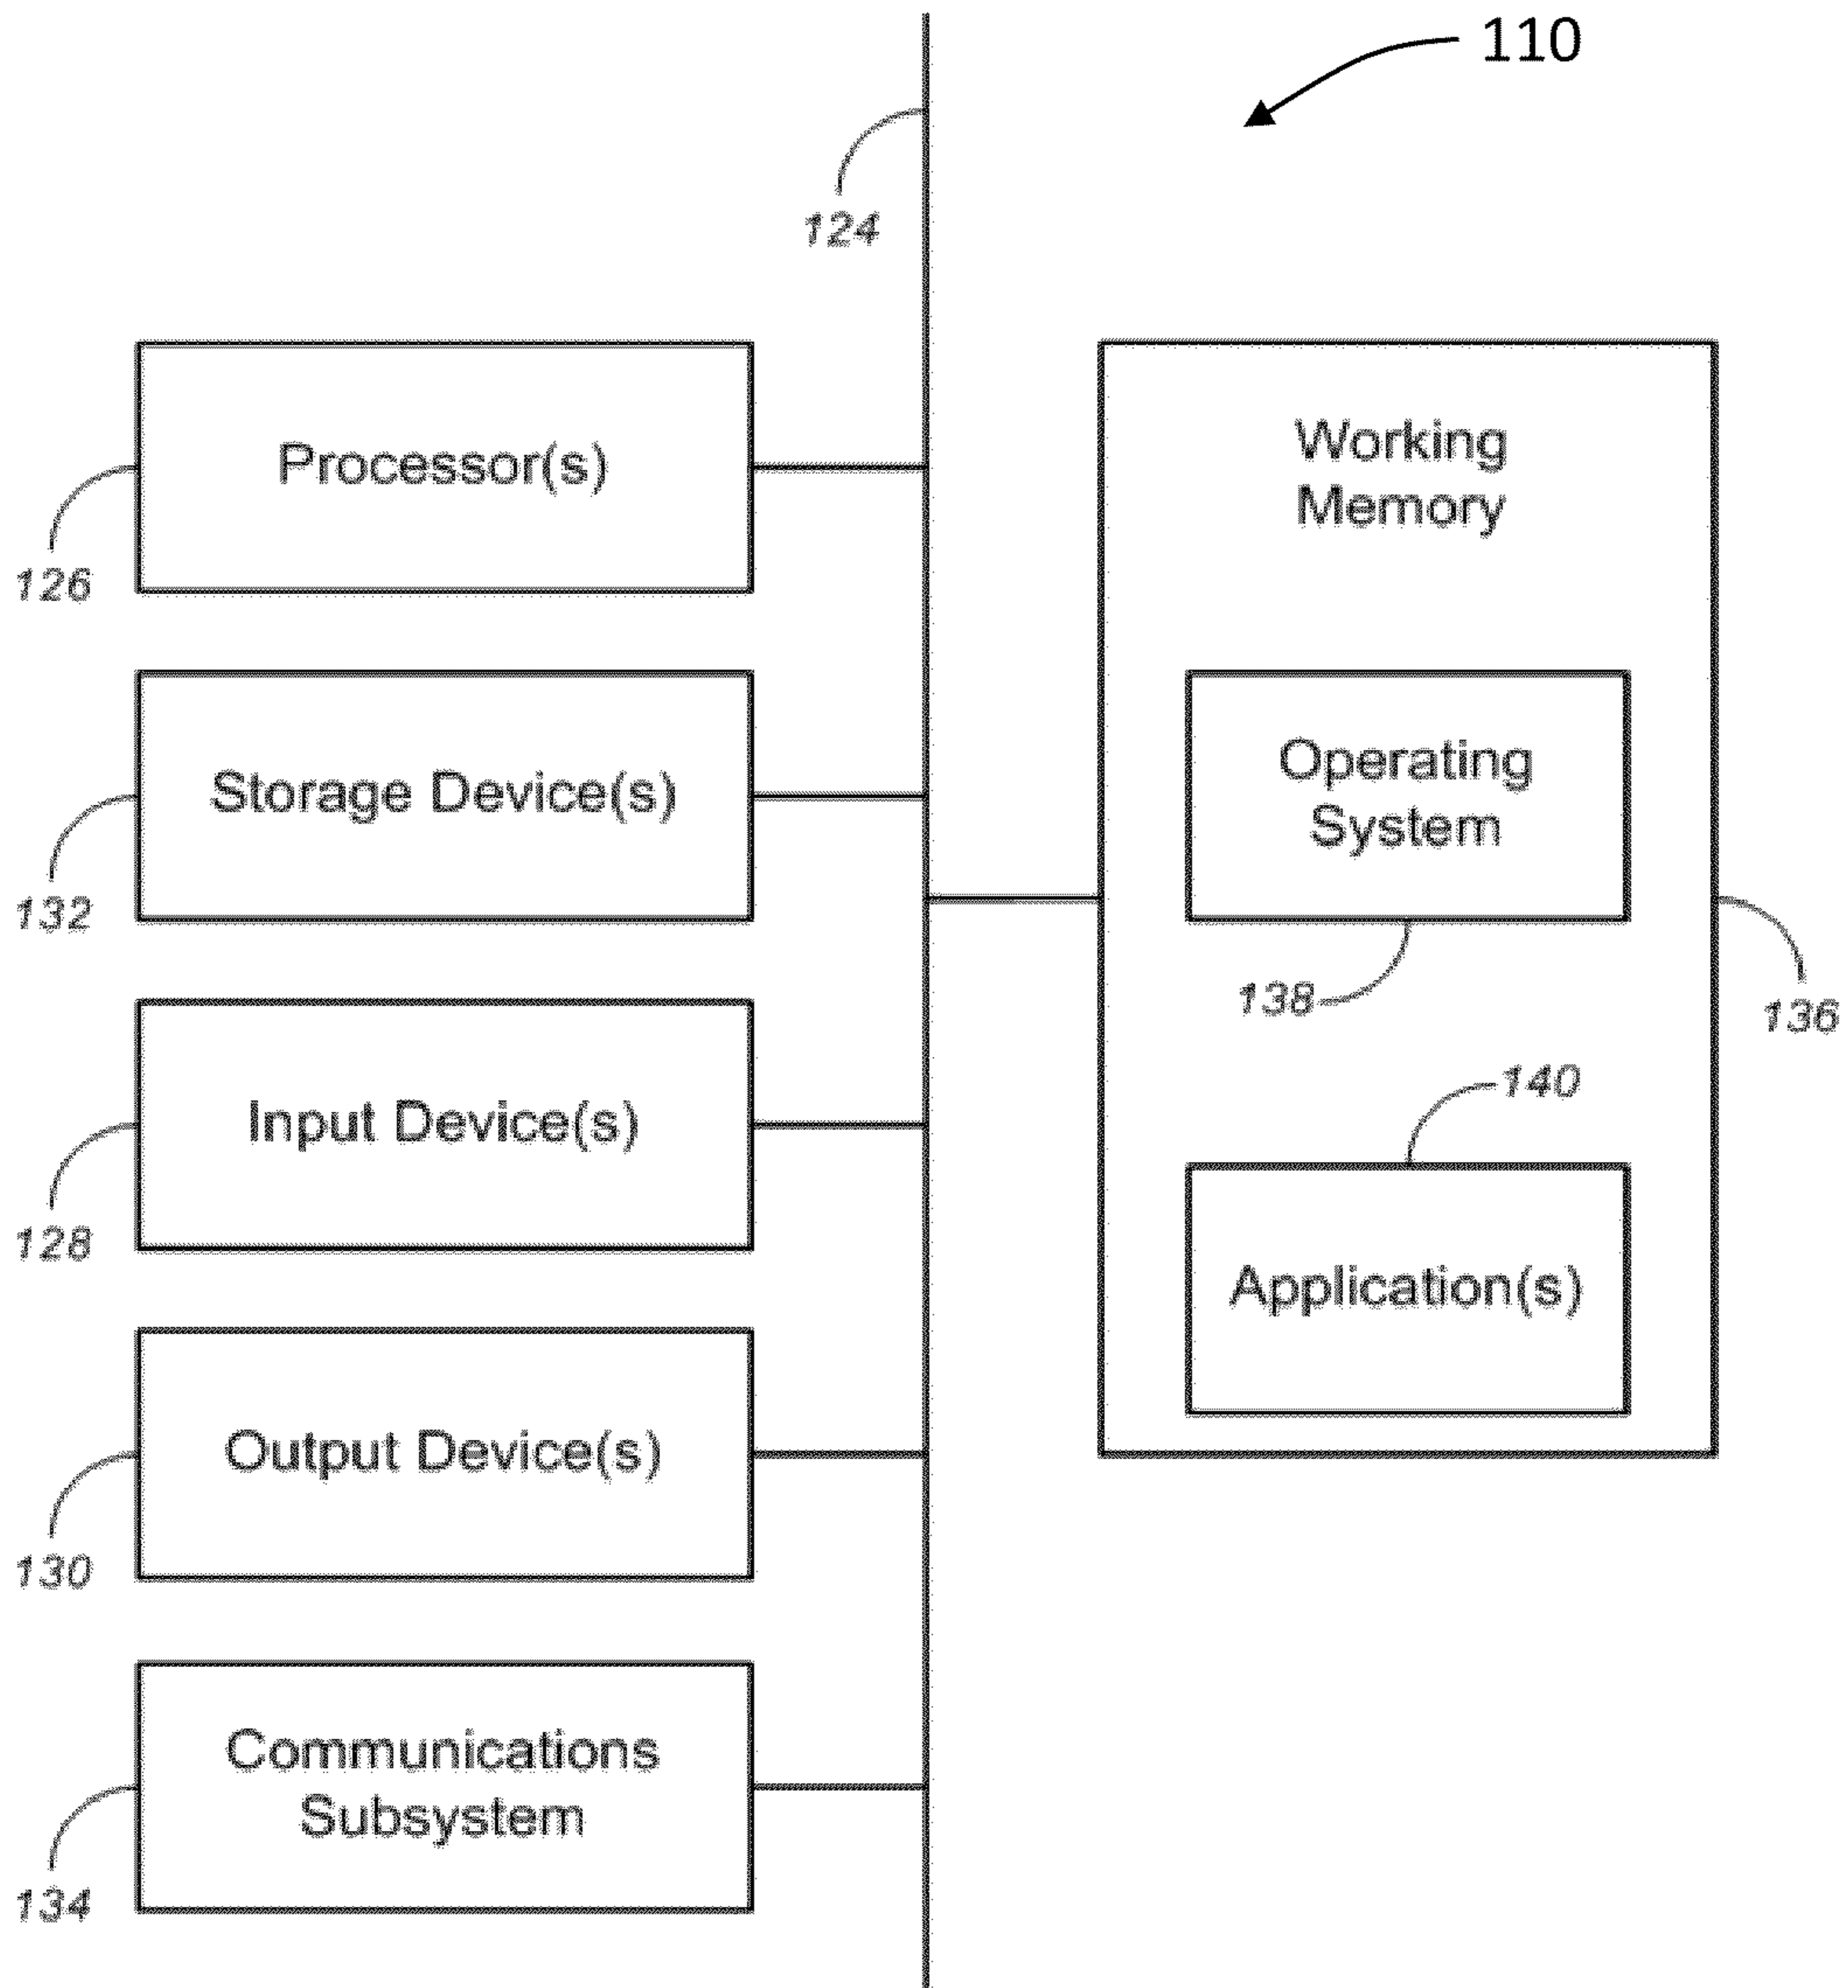 110
124
Processor(s)
126
Storage Device(s)
132
Input Device(s)
128
Output Device(s)
130
Communications
Subsystem
134
Working
Memory
Operating
System
138
136
140
Application(s)